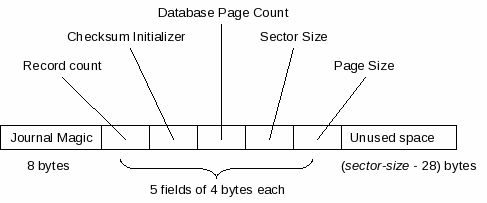 Database Page Count
Checksum Initializer
Sector Size
Record count
Page Size
Journal Magic
Unused space
8 bytes
(sector-size - 28) bytes
5 fields of 4 bytes each